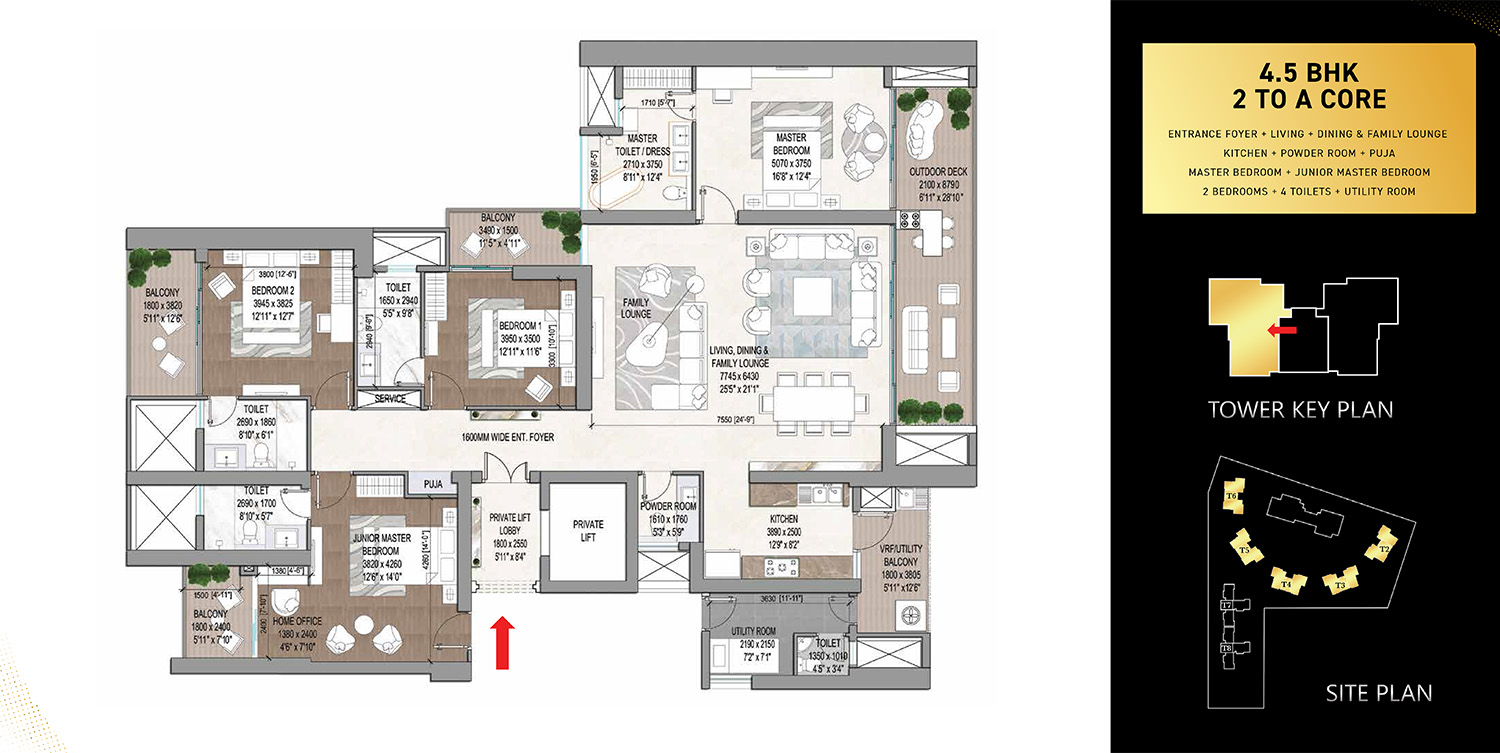 1710 [5'-7"]
MASTER
TOILET / DRESS
2710 x 3750
8'11" x 12'4"
1950 [6'-5"]
MASTER
BEDROOM
5070 x 3750
16'8" x 12'4"
OUTDOOR DECK
2100 x 8790
6'11" x 28'10"
BALCONY
3490 x 1500
11'5" x 4'11"
BALCONY
1800 x 3820
5'11" x 12'6"
3800 [12'-6"]
BEDROOM 2
3945 x 3825
12'11" x 12'7"
TOILET
1650 x 2940
5'5" x 9'8"
2940 [9'-8"]
SERVICE
BEDROOM 1
3950 x 3500
12'11" x 11'6"
3300 [10'-10"]
FAMILY
LOUNGE
LIVING, DINING &
FAMILY LOUNGE
7745 x 6430
25'5" x 21'1"
7550 [24'-9"]
TOILET
2690 x 1860
8'10" x 6'1"
1600MM WIDE ENT. FOYER
TOILET
2690 x 1700
8'10" x 5'7"
PUJA
JUNIOR MASTER
BEDROOM
3820 x 4260
12'6" x 14'0"
4260 [14'-0"]
PRIVATE LIFT
LOBBY
1800 x 2550
5'11" x 8'4"
PRIVATE
LIFT
POWDER ROOM
1610 x 1760
5'3" x 5'9"
KITCHEN
3890 x 2500
12'9" x 8'2"
VRF/UTILITY
BALCONY
1800 x 3805
5'11" x 12'6"
1380 [4'-6"]
1500 [4'-11"]
BALCONY
1800 x 2400
5'11" x 7'10"
2400 [7'-10"]
HOME OFFICE
1380 x 2400
4'6" x 7'10"
3630 [11'-11"]
UTILITY ROOM
2190 x 2150
7'2" x 7'1"
TOILET
1350 x 1010
4'5" x 3'4"
4.5 BHK
2 TO A CORE
ENTRANCE FOYER + LIVING + DINING & FAMILY LOUNGE
KITCHEN + POWDER ROOM + PUJA
MASTER BEDROOM + JUNIOR MASTER BEDROOM
2 BEDROOMS + 4 TOILETS + UTILITY ROOM
TOWER KEY PLAN
T6
T5
T4
T3
T2
T7
T8
SITE PLAN